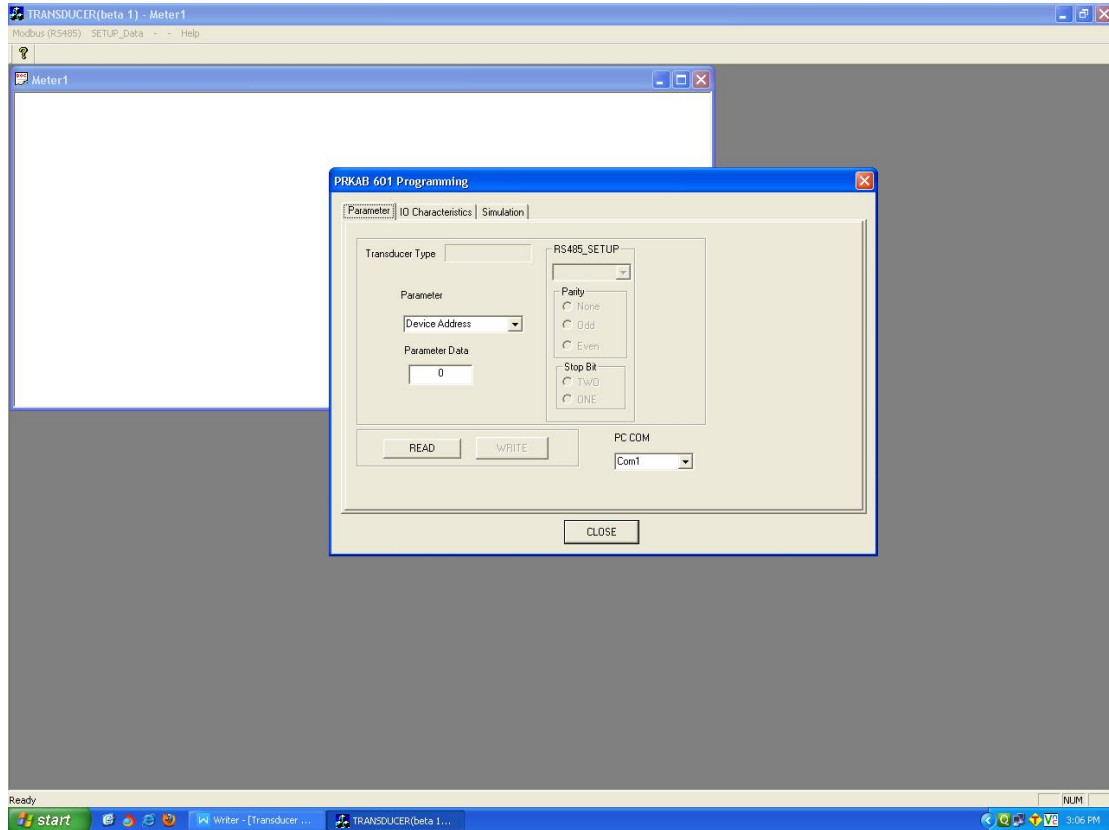 TRANSDUCER(beta 1) - Meter1
Modbus (RS485) SETUP_Data - - Help
Meter1
PRKAB 601 Programming
Parameter IO Characteristics Simulation
Transducer Type
RS485_SETUP
Parameter
Parity
None
Device Address
Odd
Parameter Data
Even
0
Stop Bit
TWO
ONE
READ WRITE
PC COM
Com1
CLOSE
Ready NUM
start Writer - [Transducer ... TRANSDUCER(beta 1... 3:06 PM